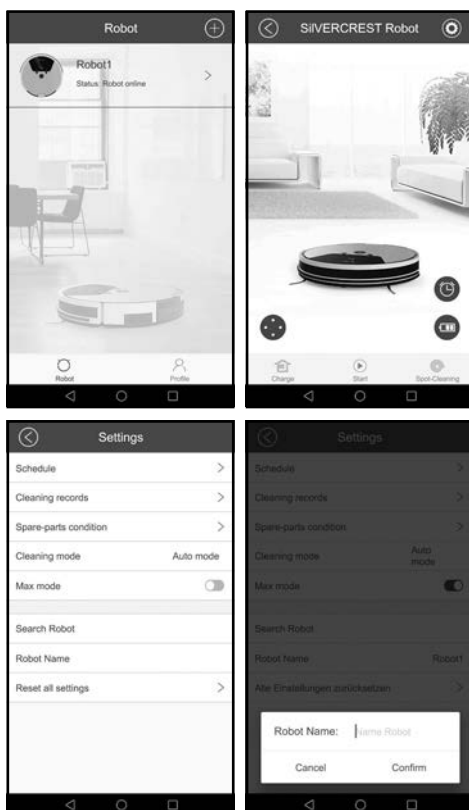 Robot
Robot1
Status: Robot online
Robot
Profile
SilVERCREST Robot
Charge
Start
Spot-Cleaning
Settings
Schedule
Cleaning records
Spare-parts condition
Cleaning mode Auto mode
Max mode
Search Robot
Robot Name
Reset all settings
Settings
Schedule
Cleaning records
Spare-parts condition
Cleaning mode Auto
mode
Max mode
Search Robot
Robot Name Robot1
Alle Einstellungen zurücksetzen
Robot Name: Name Robot
Cancel Confirm